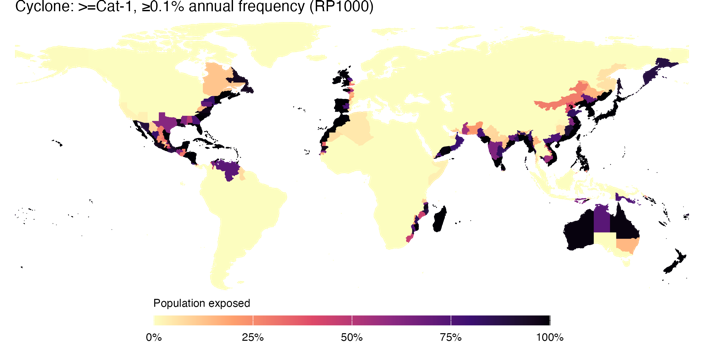 Cyclone: >=Cat-1, ≥0.1% annual frequency (RP1000)
Population exposed
0% 25% 50% 75% 100%